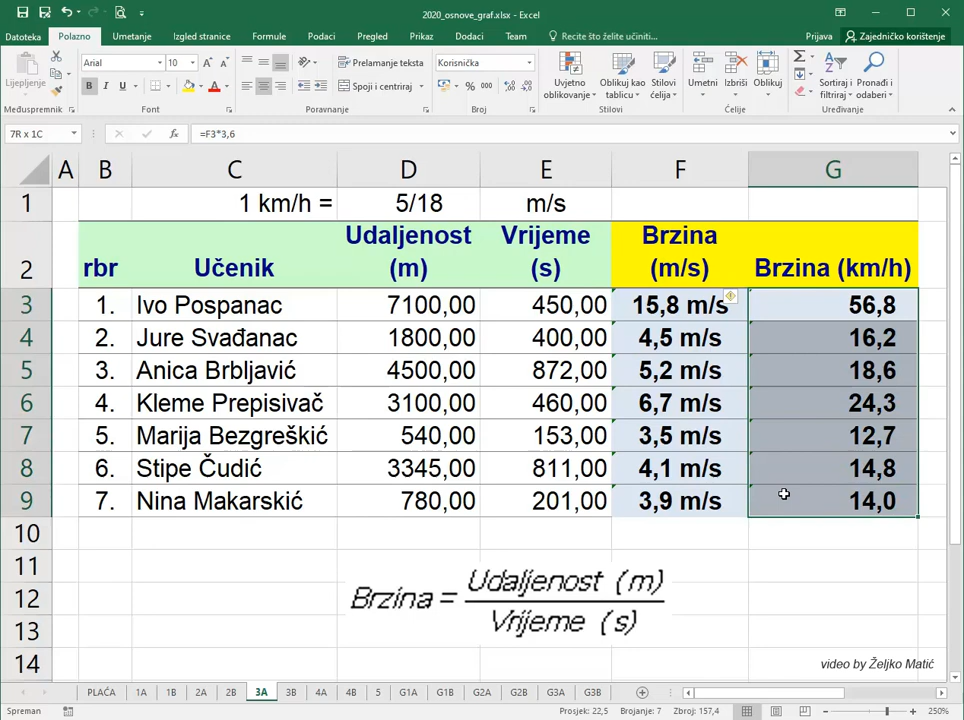 2020_osnove_graf.xlsx - Excel
Datoteka Polazno Umetanje Izgled stranice Formule Podaci Pregled Prikaz Dodaci Team Recite što želite učiniti... Prijava Zajedničko korištenje
Lijepljenje
Arial 10
B I U
Prelamanje teksta
Spoji i centriraj
Korisnička
% 000
Uvjetno oblikovanje
Oblikuj kao tablicu
Stilovi ćelija
Umetni
Izbriši
Oblikuj
Sortiraj i filtriraj
Pronađi i odaberi
Međuspremnik Font Poravnanje Broj Stilovi Ćelije Uređivanje
7R x 1C fx =F3*3,6
A B C D E F G
1 1 km/h = 5/18 m/s
2 rbr Učenik Udaljenost (m) Vrijeme (s) Brzina (m/s) Brzina (km/h)
3 1. Ivo Pospanac 7100,00 450,00 15,8 m/s 56,8
4 2. Jure Svađanac 1800,00 400,00 4,5 m/s 16,2
5 3. Anica Brbljavić 4500,00 872,00 5,2 m/s 18,6
6 4. Kleme Prepisivač 3100,00 460,00 6,7 m/s 24,3
7 5. Marija Bezgreškić 540,00 153,00 3,5 m/s 12,7
8 6. Stipe Čudić 3345,00 811,00 4,1 m/s 14,8
9 7. Nina Makarskić 780,00 201,00 3,9 m/s 14,0
10
11
12
13
14
Brzina = Udaljenost (m)
Vrijeme (s)
video by Željko Matić
PLAĆA 1A 1B 2A 2B 3A 3B 4A 4B 5 G1A G1B G2A G2B G3A G3B
Spreman Prosjek: 22,5 Brojanje: 7 Zbroj: 157,4 250%